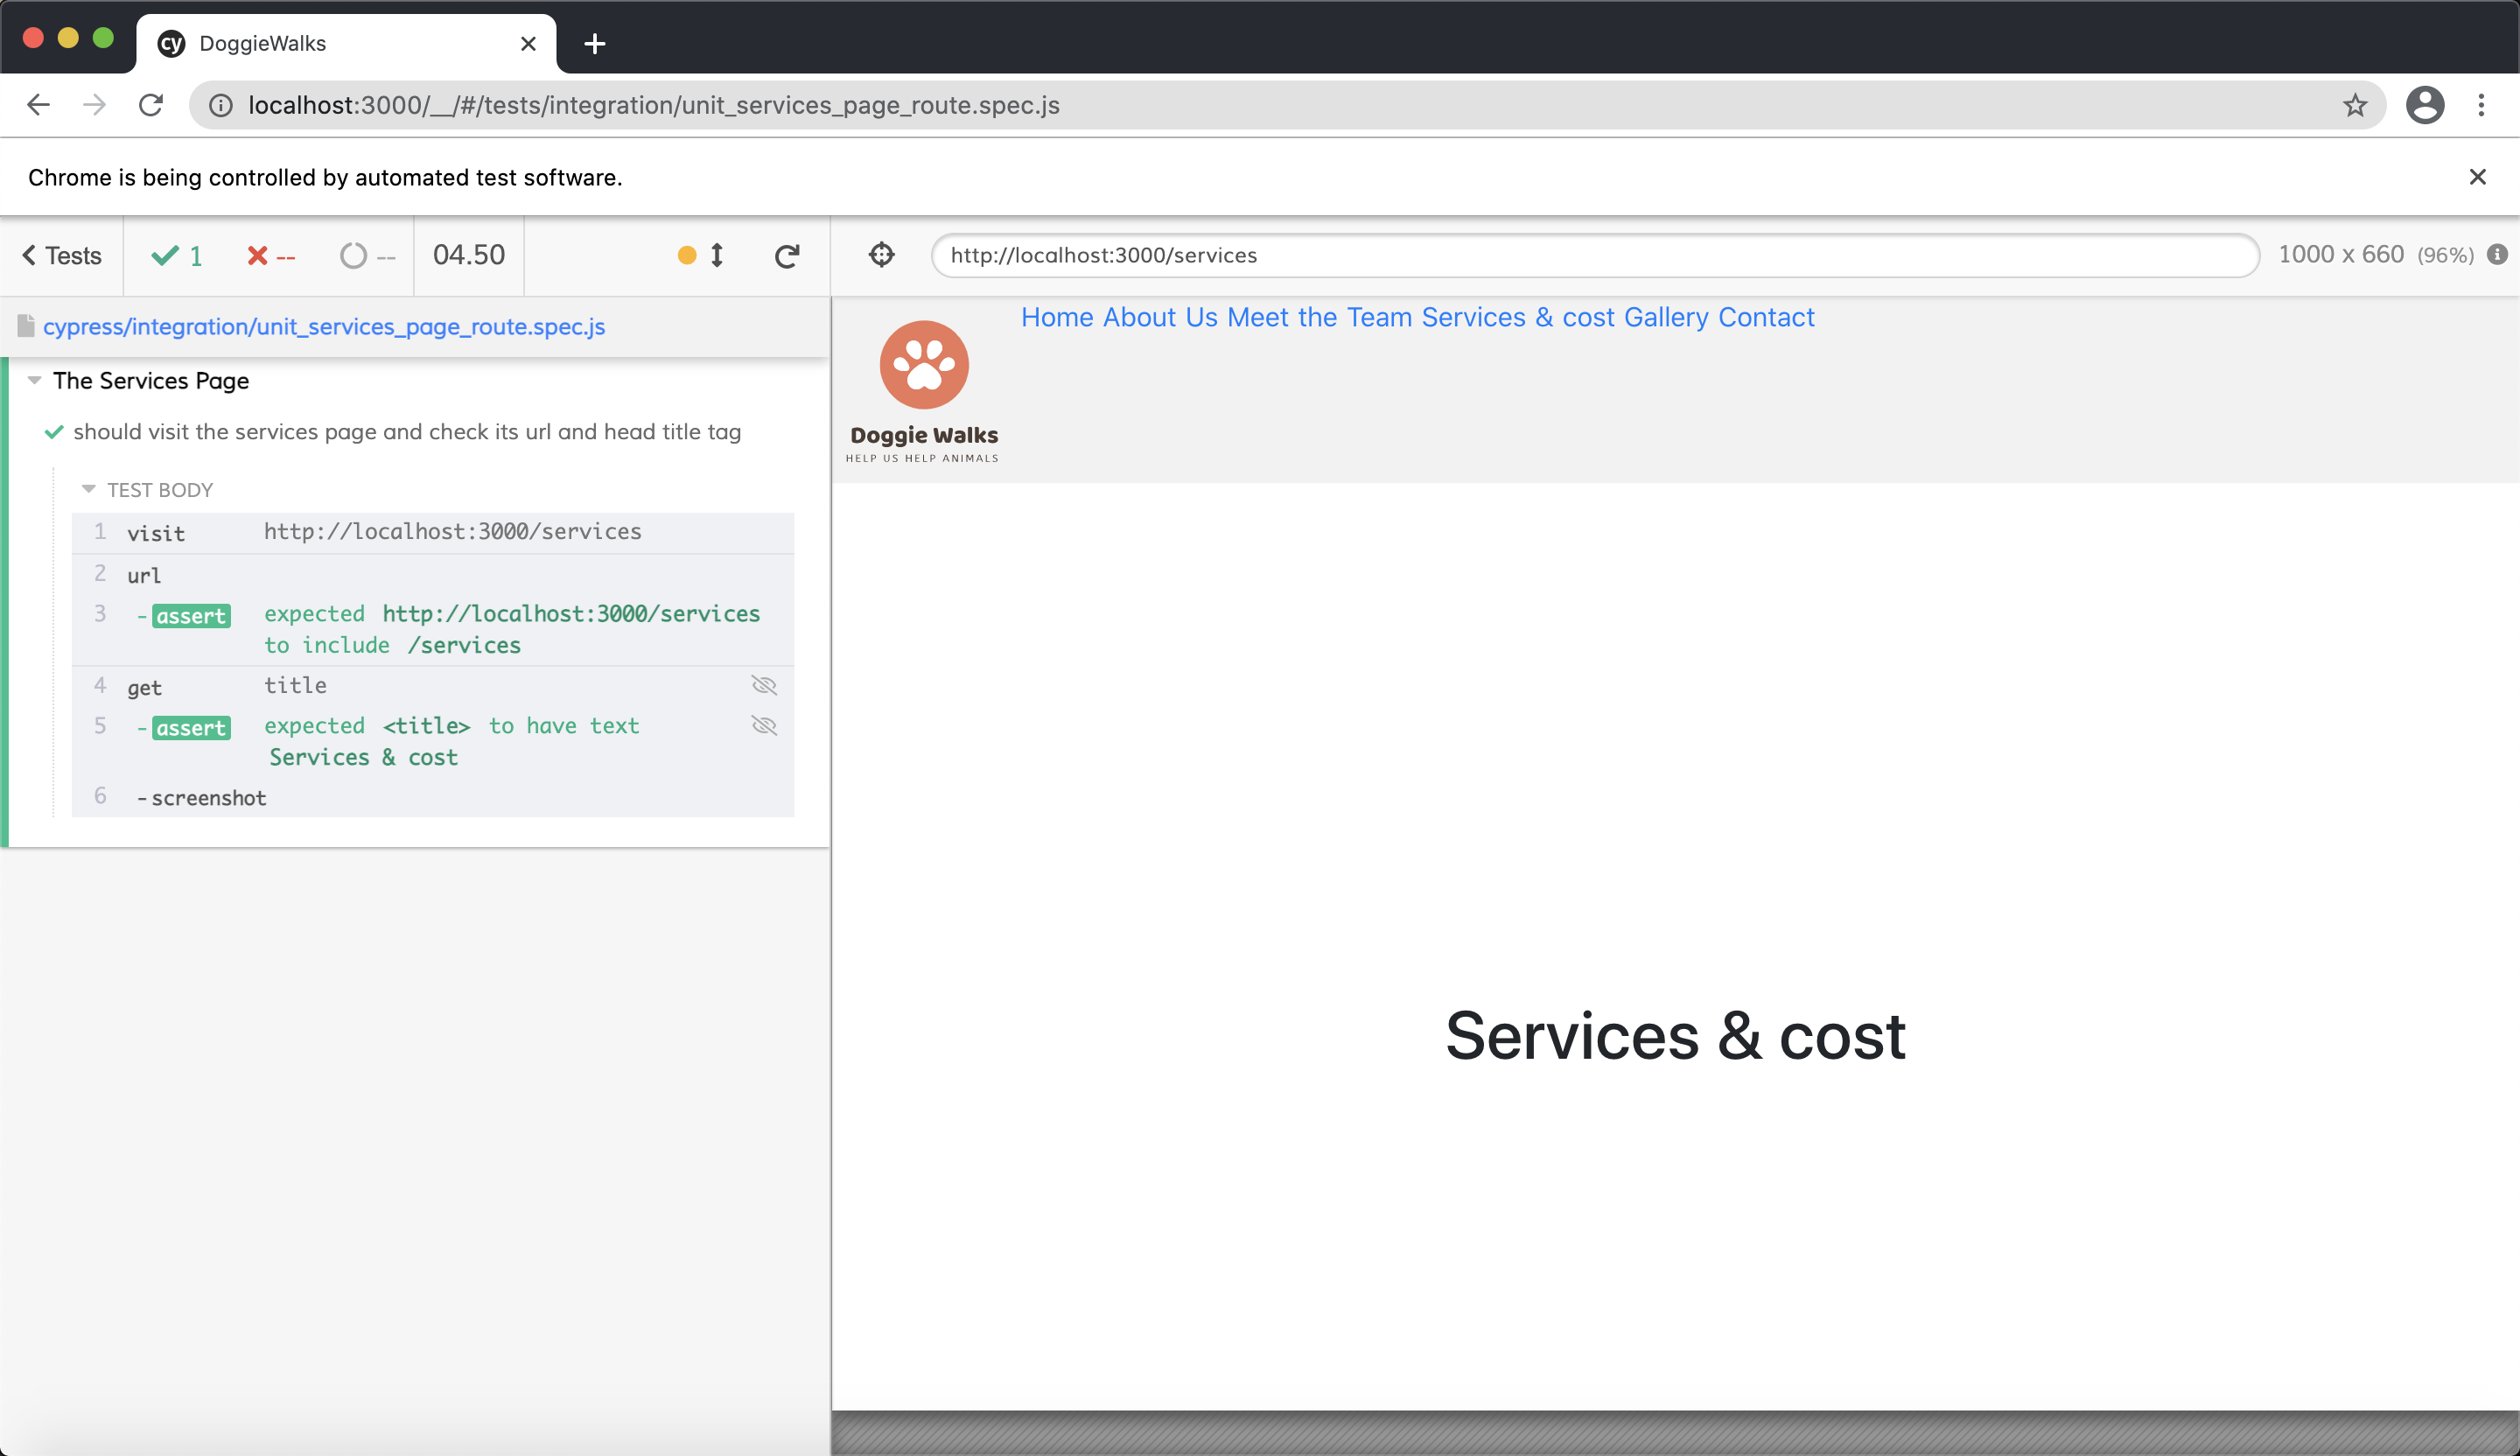 cy DoggieWalks
localhost:3000/__/#/tests/integration/unit_services_page_route.spec.js
Chrome is being controlled by automated test software.
Tests 1 -- -- 04.50
http://localhost:3000/services 1000 x 660 (96%)
cypress/integration/unit_services_page_route.spec.js
The Services Page
should visit the services page and check its url and head title tag
TEST BODY
1 visit http://localhost:3000/services
2 url
3 -assert expected http://localhost:3000/services
to include /services
4 get title
5 -assert expected <title> to have text
Services & cost
6 -screenshot
Home About Us Meet the Team Services & cost Gallery Contact
Doggie Walks
HELP US HELP ANIMALS
Services & cost